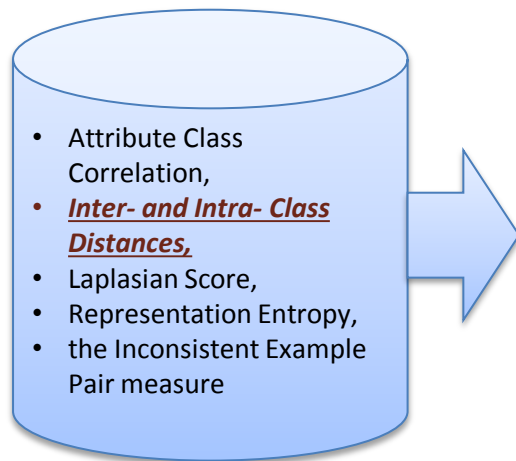 • Attribute Class
Correlation,
• Inter- and Intra- Class
Distances,
• Laplasian Score,
• Representation Entropy,
• the Inconsistent Example
Pair measure